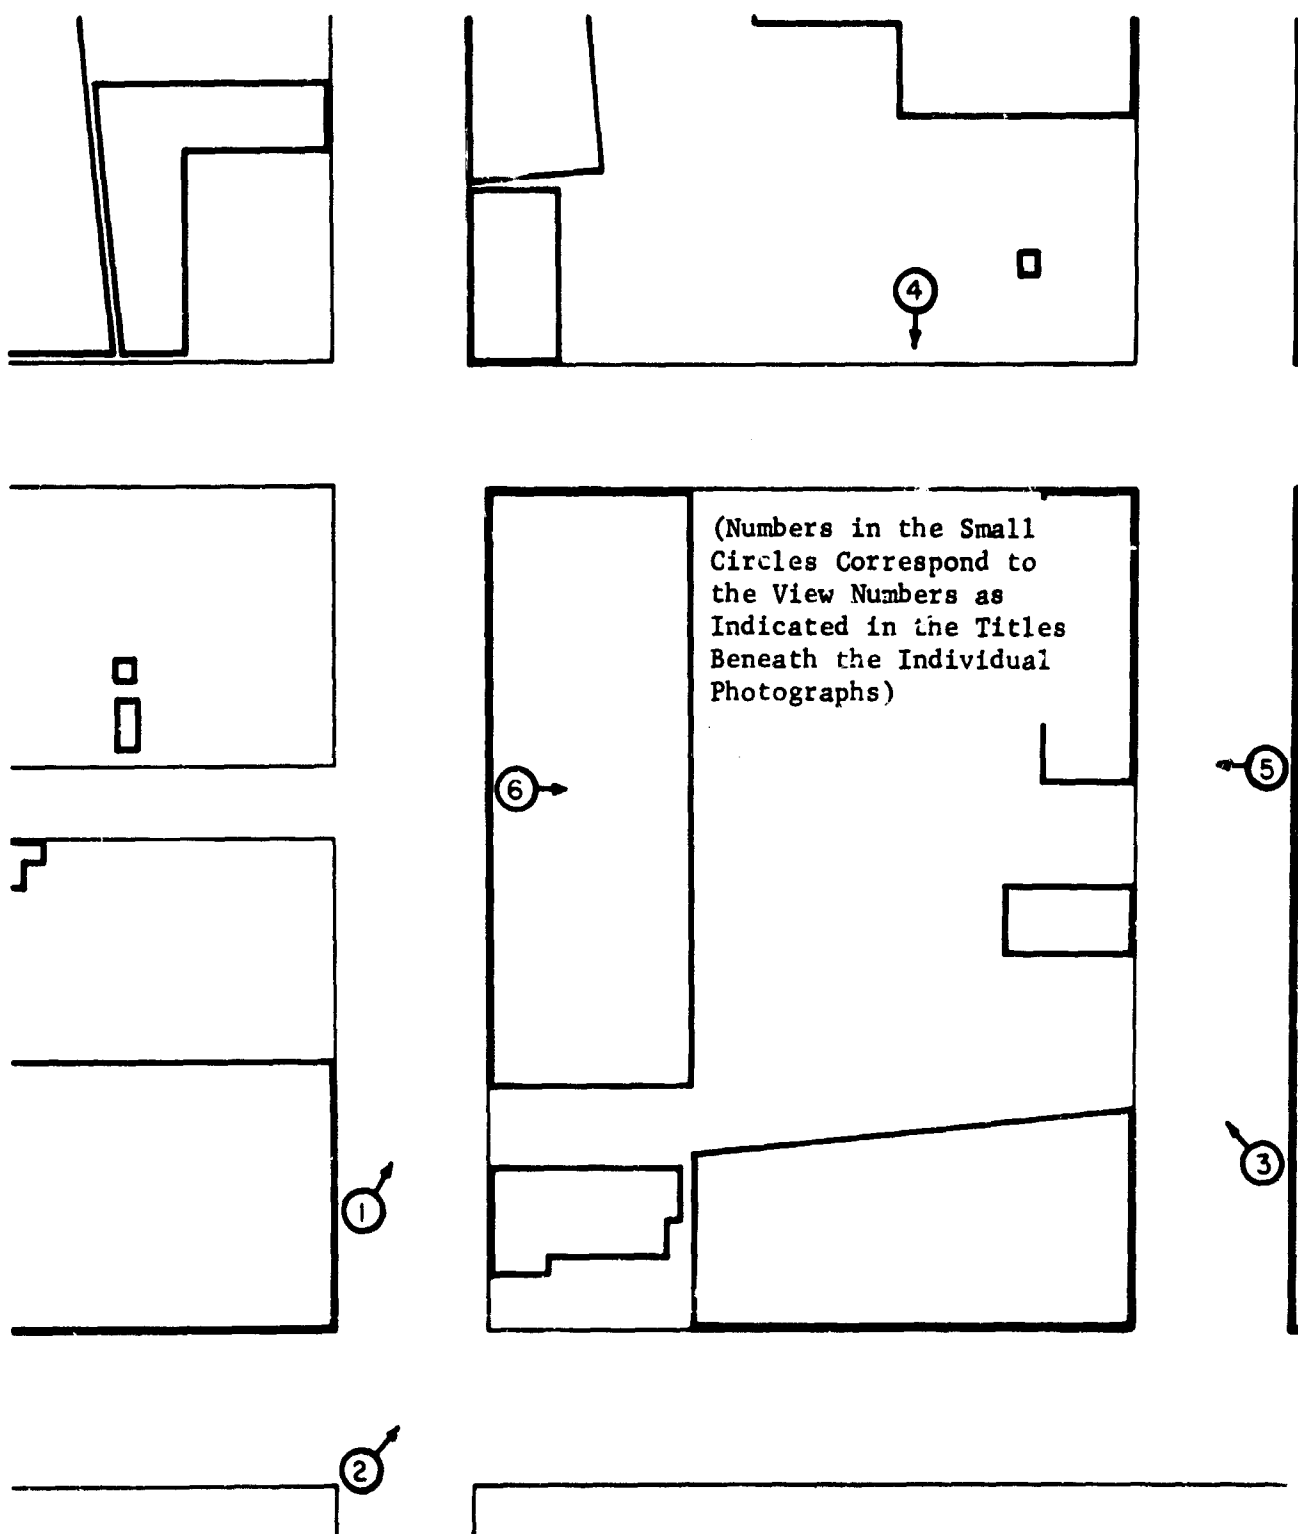 4
(Numbers in the Small
Circles Correspond to
the View Numbers as
Indicated in the Titles
Beneath the Individual
Photographs)
5
6
3
1
2